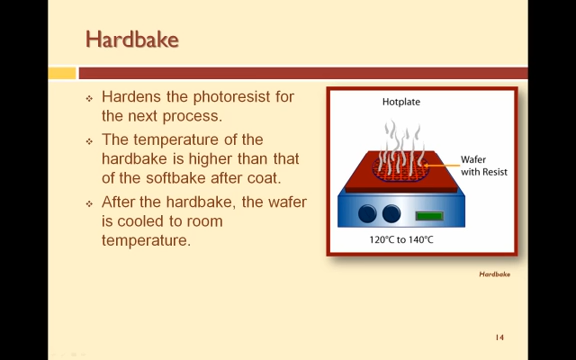 Hardbake
Hardens the photoresist for
the next process.
The temperature of the
hardbake is higher than that
of the softbake after coat.
After the hardbake, the wafer
is cooled to room
temperature.
Hotplate
Wafer
with Resist
120°C to 140°C
Hardbake
14